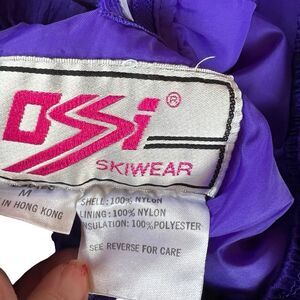 OSSi®
SKIWEAR
M
IN HONG KONG
SHELL: 100% NYLON
LINING: 100% NYLON
INSULATION: 100% POLYESTER
SEE REVERSE FOR CARE